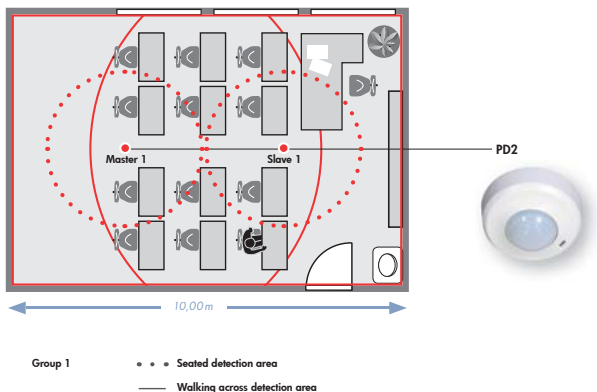 Master 1
Slave 1
PD2
10,00m
Group 1
Seated detection area
Walking across detection area